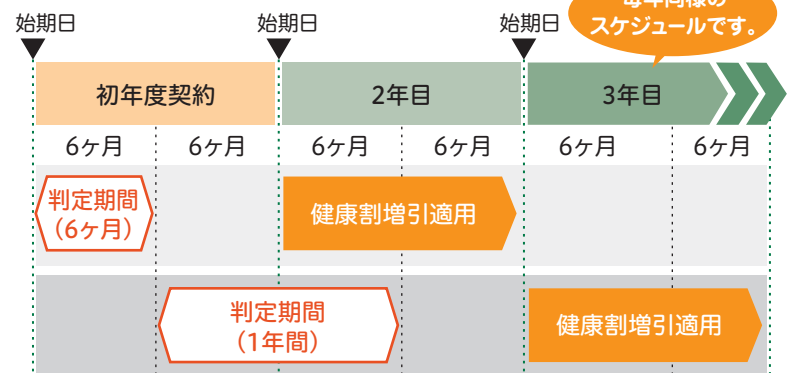 毎年同様の
スケジュールです。
始期日
始期日
始期日
初年度契約
2年目
3年目
6ヶ月
6ヶ月
6ヶ月
6ヶ月
6ヶ月
6ヶ月
判定期間
(6ヶ月)
健康割増引適用
判定期間
(1年間)
健康割増引適用